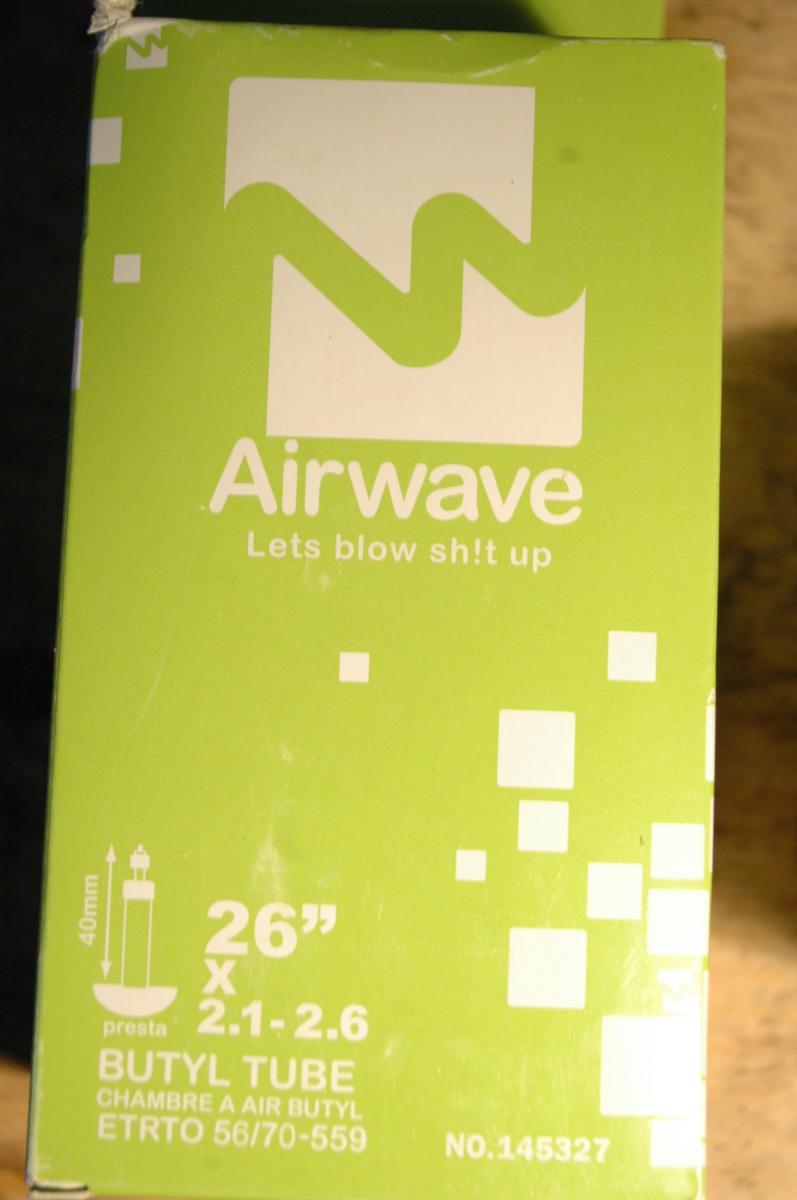 Airwave
Lets blow sh!t up
40mm
presta
26”
X
2.1-2.6
BUTYL TUBE
CHAMBRE A AIR BUTYL
ETRTO 56/70-559
NO.145327